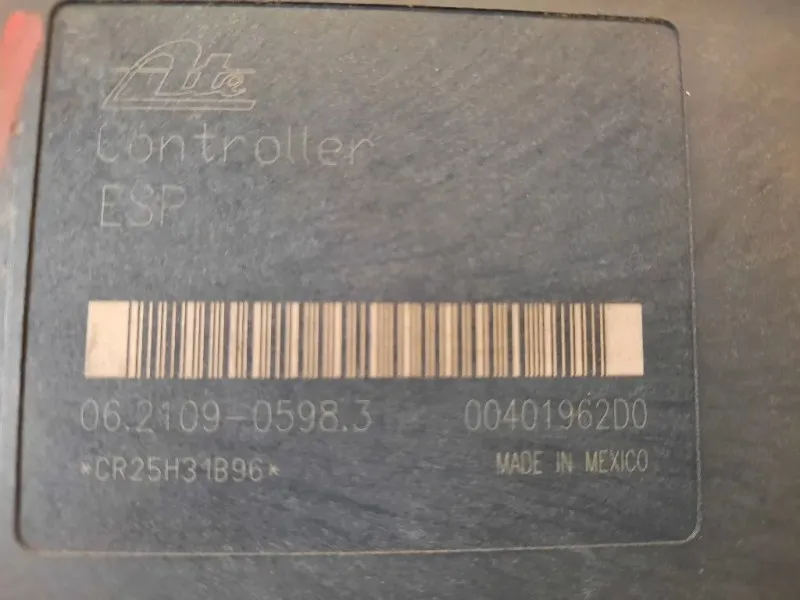 Ate
Controller
ESP
06.2109-0598.3 00401962D0
*CR25H31B96*
MADE IN MEXICO